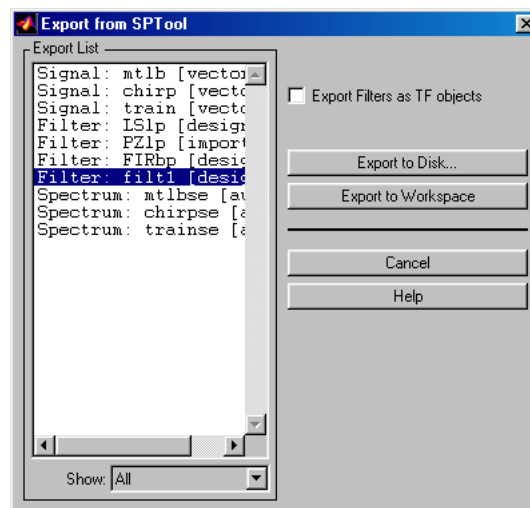 Export from SPTool
Export List
Signal: mtlb [vector
Signal: chirp [vecto
Signal: train [vecto
Filter: LSlp [design
Filter: PZlp [import
Filter: FIRbp [desig
Filter: filt1 [desig
Spectrum: mtlbse [au
Spectrum: chirpse [a
Spectrum: trainse [a
Show: All
Export Filters as TF objects
Export to Disk...
Export to Workspace
Cancel
Help